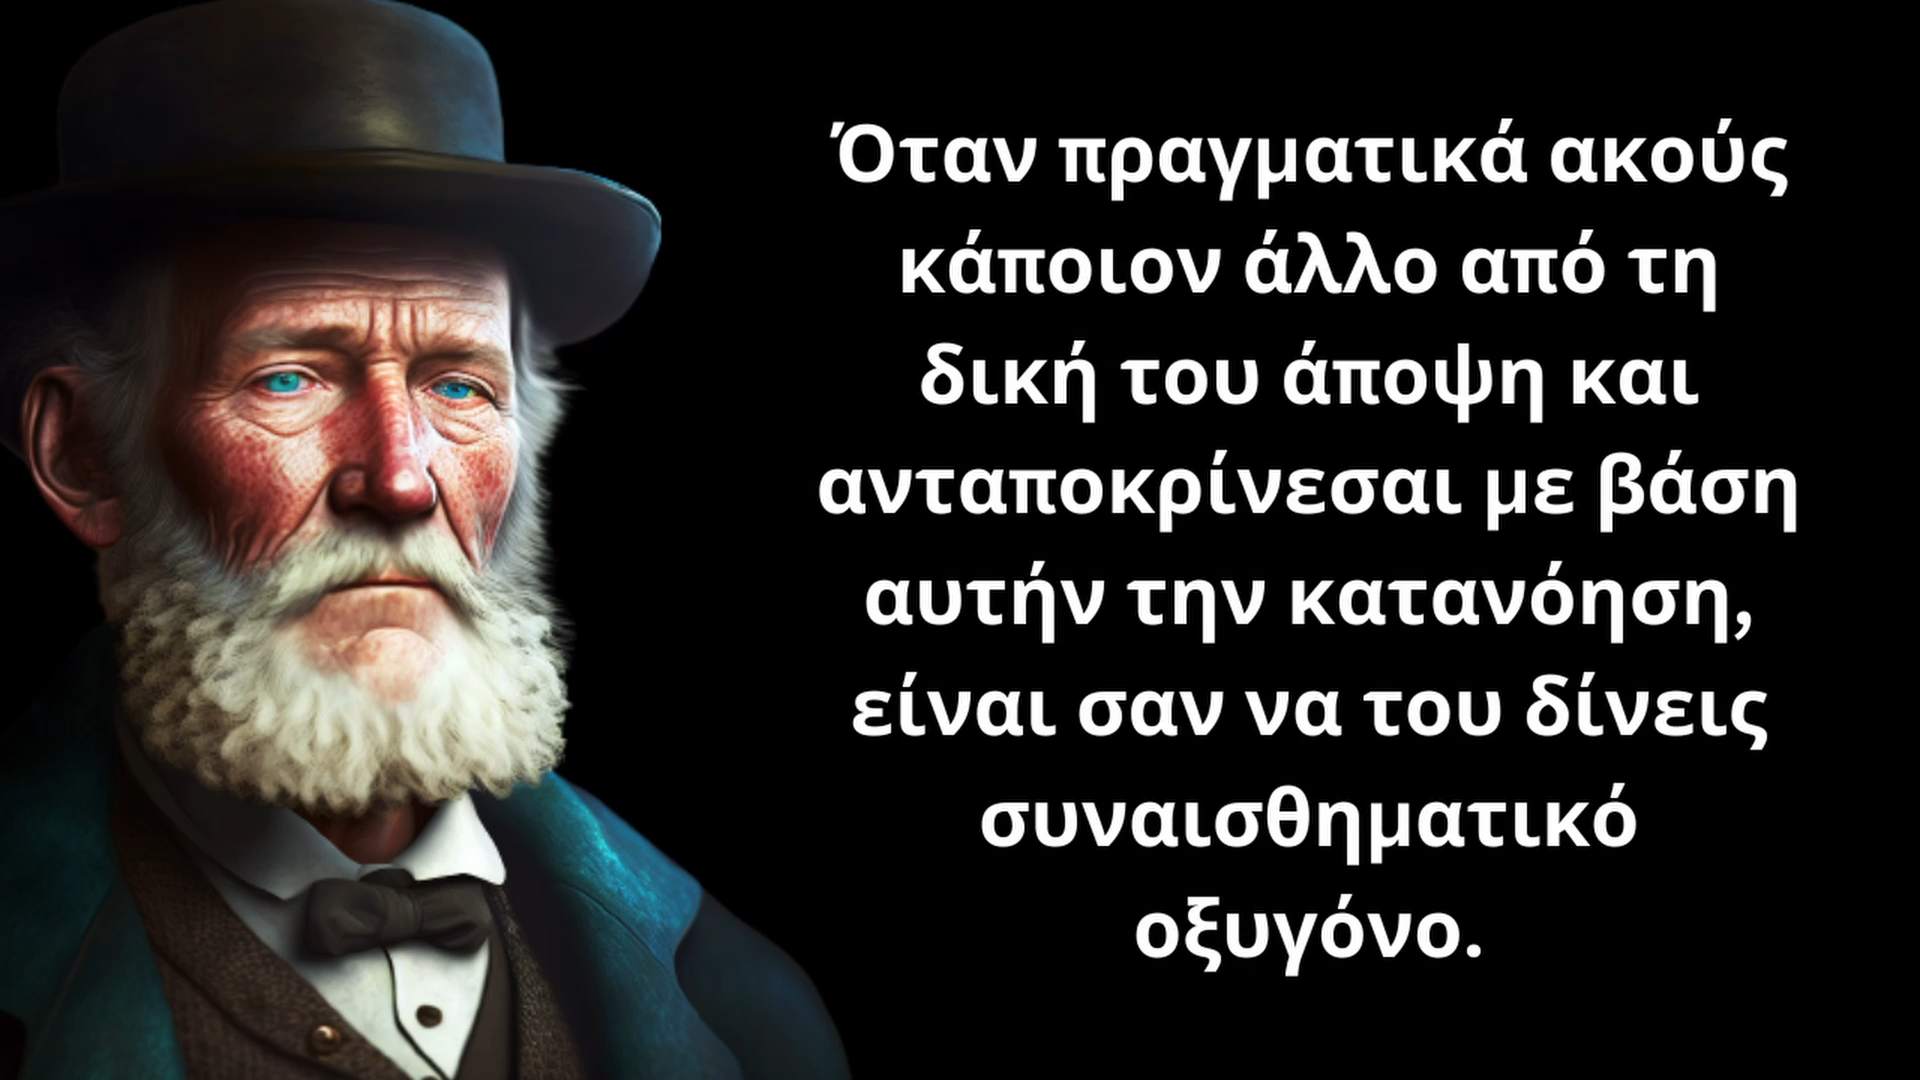 Όταν πραγματικά ακούς
κάποιον άλλο από τη
δική του άποψη και
ανταποκρίνεσαι με βάση
αυτήν την κατανόηση,
είναι σαν να του δίνεις
συναισθηματικό
οξυγόνο.